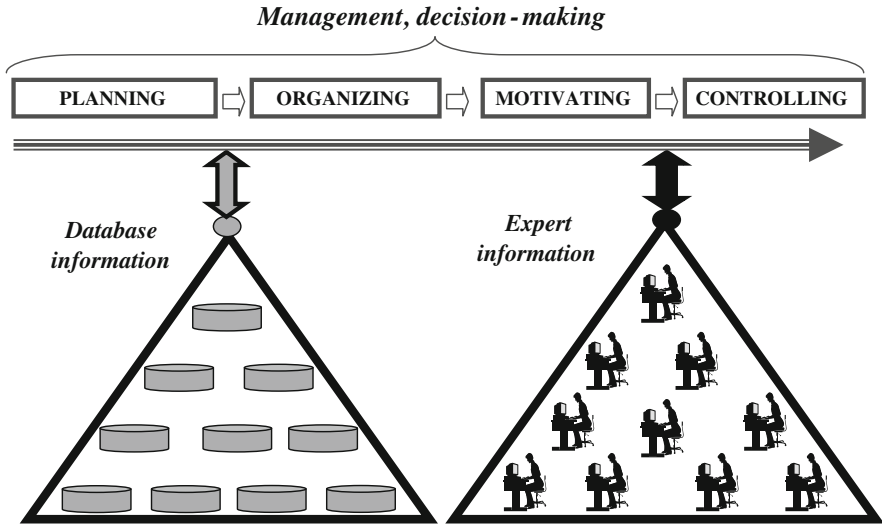 Management, decision-making
PLANNING
ORGANIZING
MOTIVATING
CONTROLLING
Database
information
Expert
information